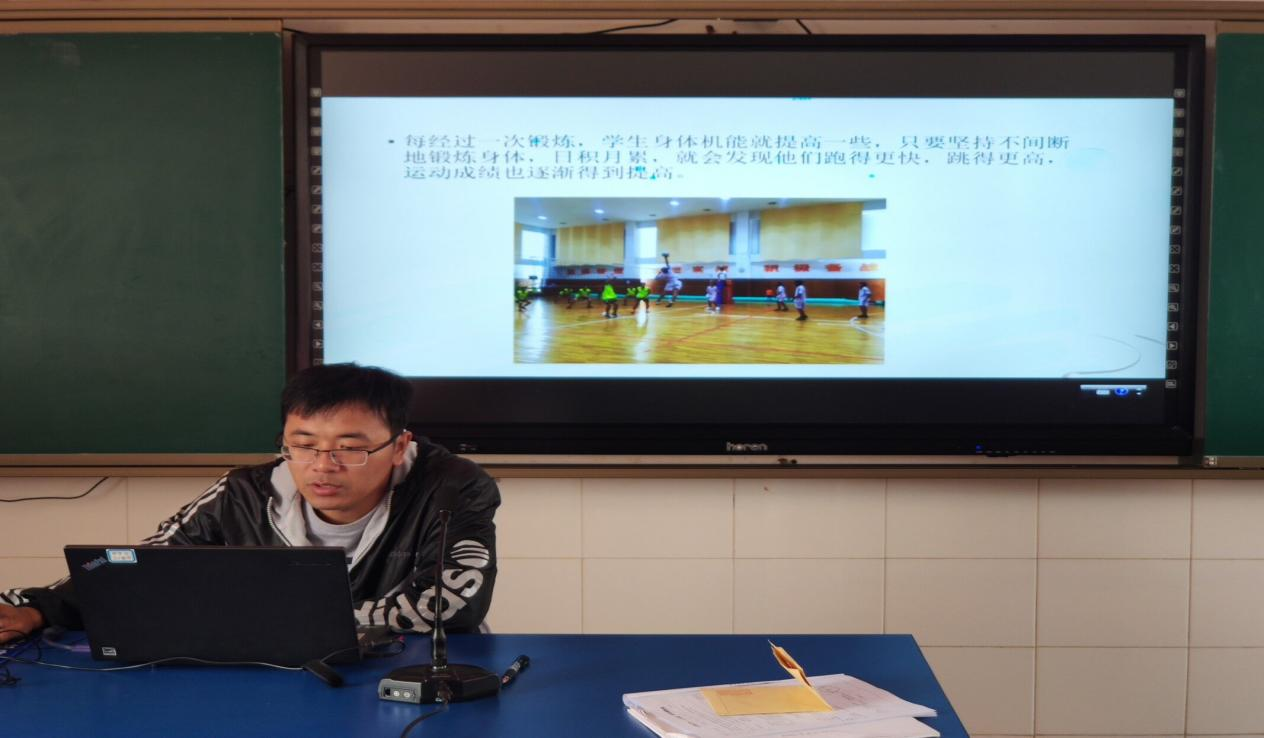 每经过一次锻炼，学生身体机能就提高一些，只要坚持不间断
地锻炼身体，日积月累，就会发现他们跑得更快，跳得更高，
运动成绩也逐渐得到提高。
haron
ThinkPad
adidas